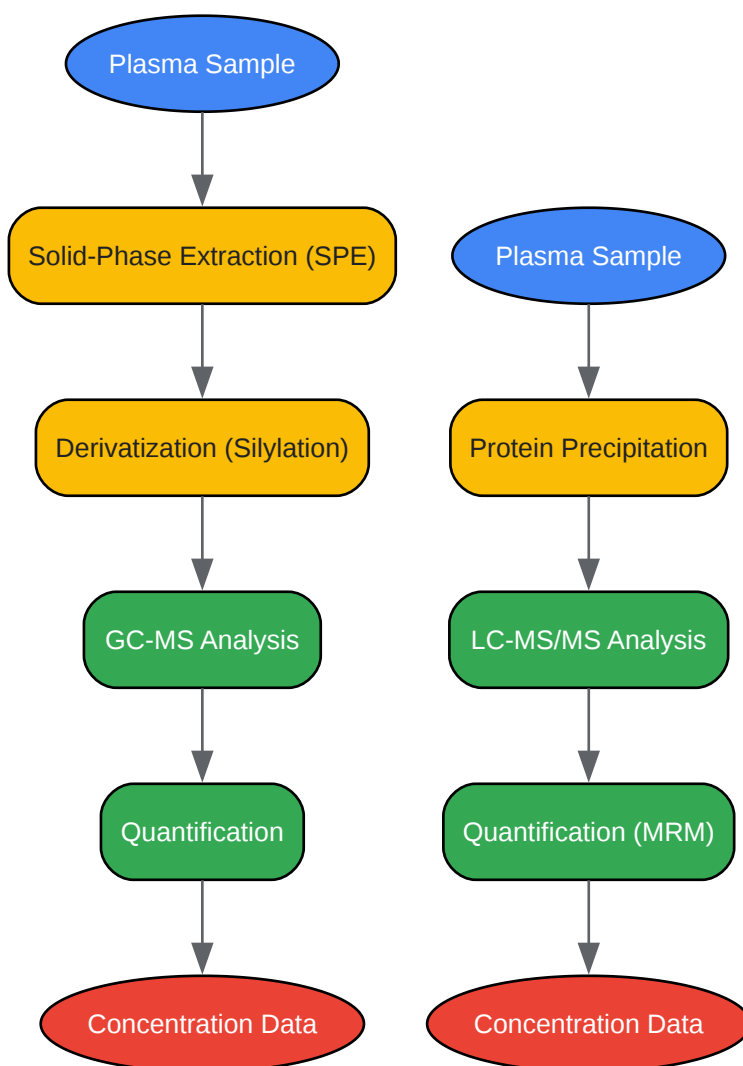 Plasma Sample
Solid-Phase Extraction (SPE)
Derivatization (Silylation)
GC-MS Analysis
Quantification
Concentration Data
Plasma Sample
Protein Precipitation
LC-MS/MS Analysis
Quantification (MRM)
Concentration Data